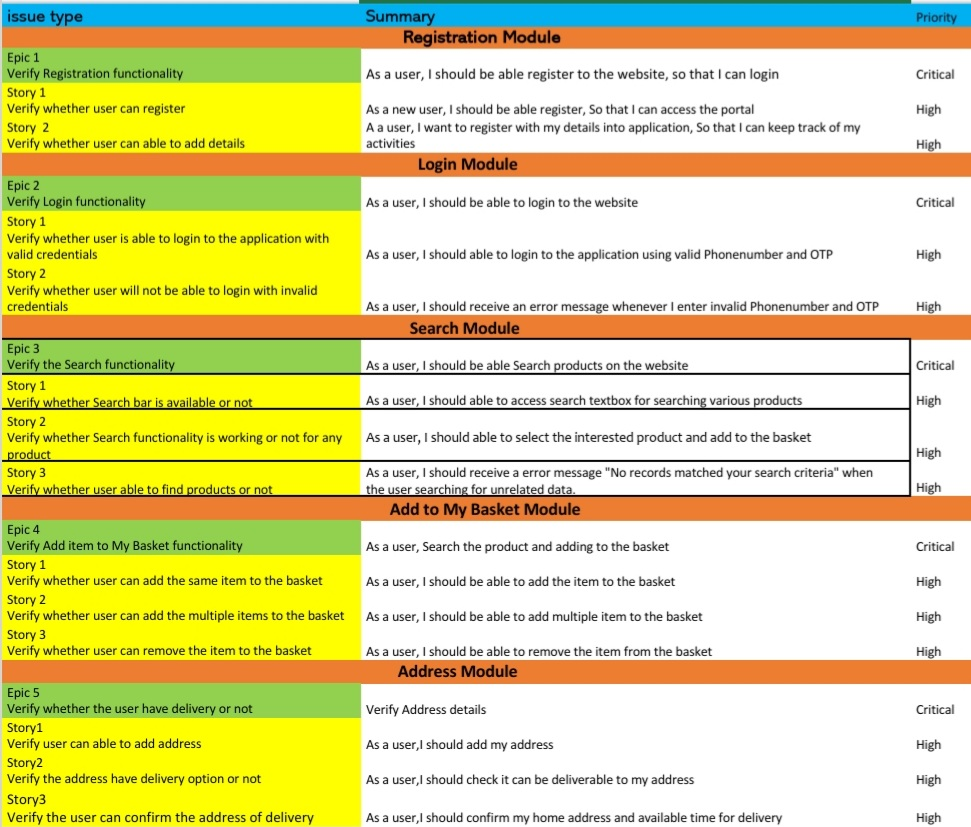 issue type Summary Priority
Registration Module
Epic 1
Verify Registration functionality As a user, I should be able register to the website, so that I can login Critical
Story 1
Verify whether user can register As a new user, I should be able register, So that I can access the portal High
Story 2 A a user, I want to register with my details into application, So that I can keep track of my
Verify whether user can able to add details activities High
Login Module
Epic 2
Verify Login functionality As a user, I should be able to login to the website Critical
Story 1
Verify whether user is able to login to the application with
valid credentials As a user, I should able to login to the application using valid Phonenumber and OTP High
Story 2
Verify whether user will not be able to login with invalid
credentials As a user, I should receive an error message whenever I enter invalid Phonenumber and OTP High
Search Module
Epic 3
Verify the Search functionality As a user, I should be able Search products on the website Critical
Story 1
Verify whether Search bar is available or not As a user, I should able to access search textbox for searching various products High
Story 2
Verify whether Search functionality is working or not for any As a user, I should able to select the interested product and add to the basket
product High
Story 3 As a user, I should receive a error message "No records matched your search criteria" when
Verify whether user able to find products or not the user searching for unrelated data. High
Add to My Basket Module
Epic 4
Verify Add item to My Basket functionality As a user, Search the product and adding to the basket Critical
Story 1
Verify whether user can add the same item to the basket As a user, I should be able to add the item to the basket High
Story 2
Verify whether user can add the multiple items to the basket As a user, I should be able to add multiple item to the basket High
Story 3
Verify whether user can remove the item to the basket As a user, I should be able to remove the item from the basket High
Address Module
Epic 5
Verify whether the user have delivery or not Verify Address details Critical
Story1
Verify user can able to add address As a user,I should add my address High
Story2
Verify the address have delivery option or not As a user,I should check it can be deliverable to my address High
Story3
Verify the user can confirm the address of delivery As a user,I should confirm my home address and available time for delivery High